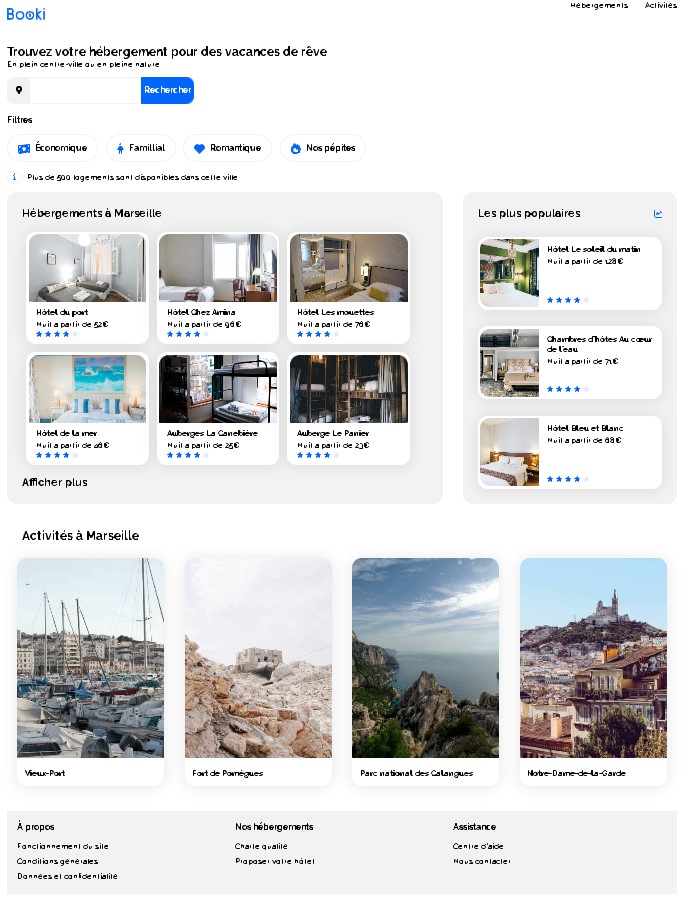 Booki
Hébergements Activités
Trouvez votre hébergement pour des vacances de rêve
En plein centre-ville ou en pleine nature
Rechercher
Filtres
Économique Famillial Romantique Nos pépites
Plus de 500 logements sont disponibles dans cette ville
Hébergements à Marseille
Hôtel du port
Nuit à partir de 52€
Hôtel Chez Amina
Nuit à partir de 96€
Hôtel Les mouettes
Nuit à partir de 76€
Hôtel de la mer
Nuit à partir de 46€
Auberges La Canebière
Nuit à partir de 25€
Auberge Le Panier
Nuit à partir de 23€
Afficher plus
Les plus populaires
Hôtel Le soleil du matin
Nuit à partir de 128€
Chambres d'hôtes Au cœur
de l'eau
Nuit à partir de 71€
Hôtel Bleu et Blanc
Nuit à partir de 68€
Activités à Marseille
Vieux-Port
Fort de Pomègues
Parc national des Calangues
Notre-Dame-de-la-Garde
À propos
Fonctionnement du site
Conditions générales
Données et confidentialité
Nos hébergements
Charte qualité
Proposer votre hôtel
Assistance
Centre d'aide
Nous contacter